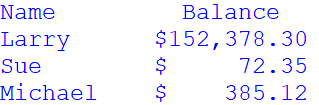 Name         Balance
Larry      $152,378.30
Sue        $     72.35
Michael    $    385.12